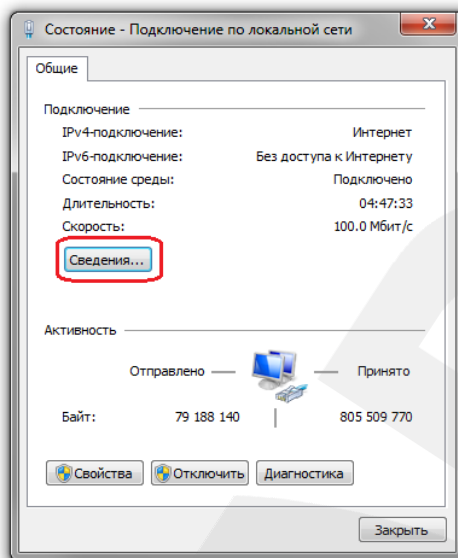 Состояние - Подключение по локальной сети
Общие
Подключение
IPv4-подключение: Интернет
IPv6-подключение: Без доступа к Интернету
Состояние среды: Подключено
Длительность: 04:47:33
Скорость: 100.0 Мбит/с
Сведения...
Активность
Отправлено — Принято
Байт: 79 188 140 | 805 509 770
Свойства Отключить Диагностика
Закрыть